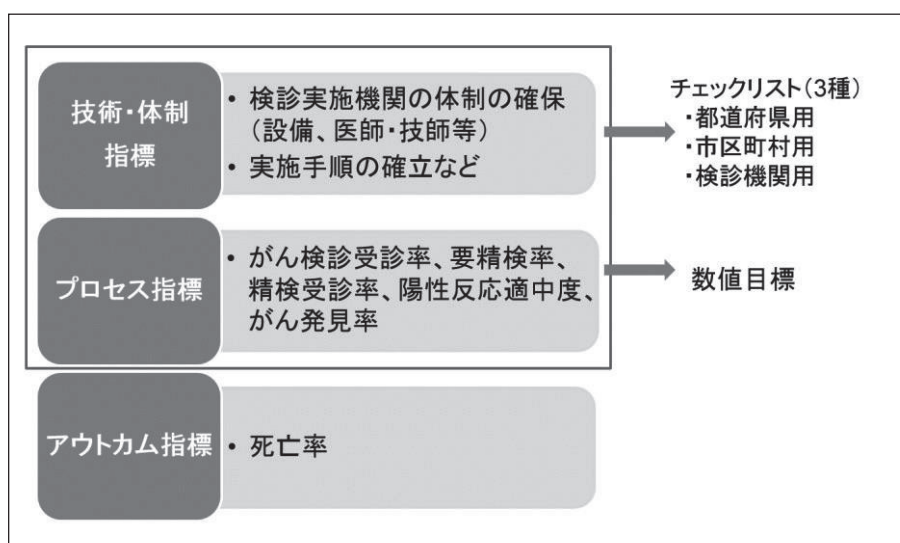 技術・体制
指標
・検診実施機関の体制の確保
(設備、医師・技師等)
・実施手順の確立など
チェックリスト(3種)
・都道府県用
・市区町村用
・検診機関用
プロセス指標
・がん検診受診率、要精検率、
精検受診率、陽性反応適中度、
がん発見率
数値目標
アウトカム指標
・死亡率